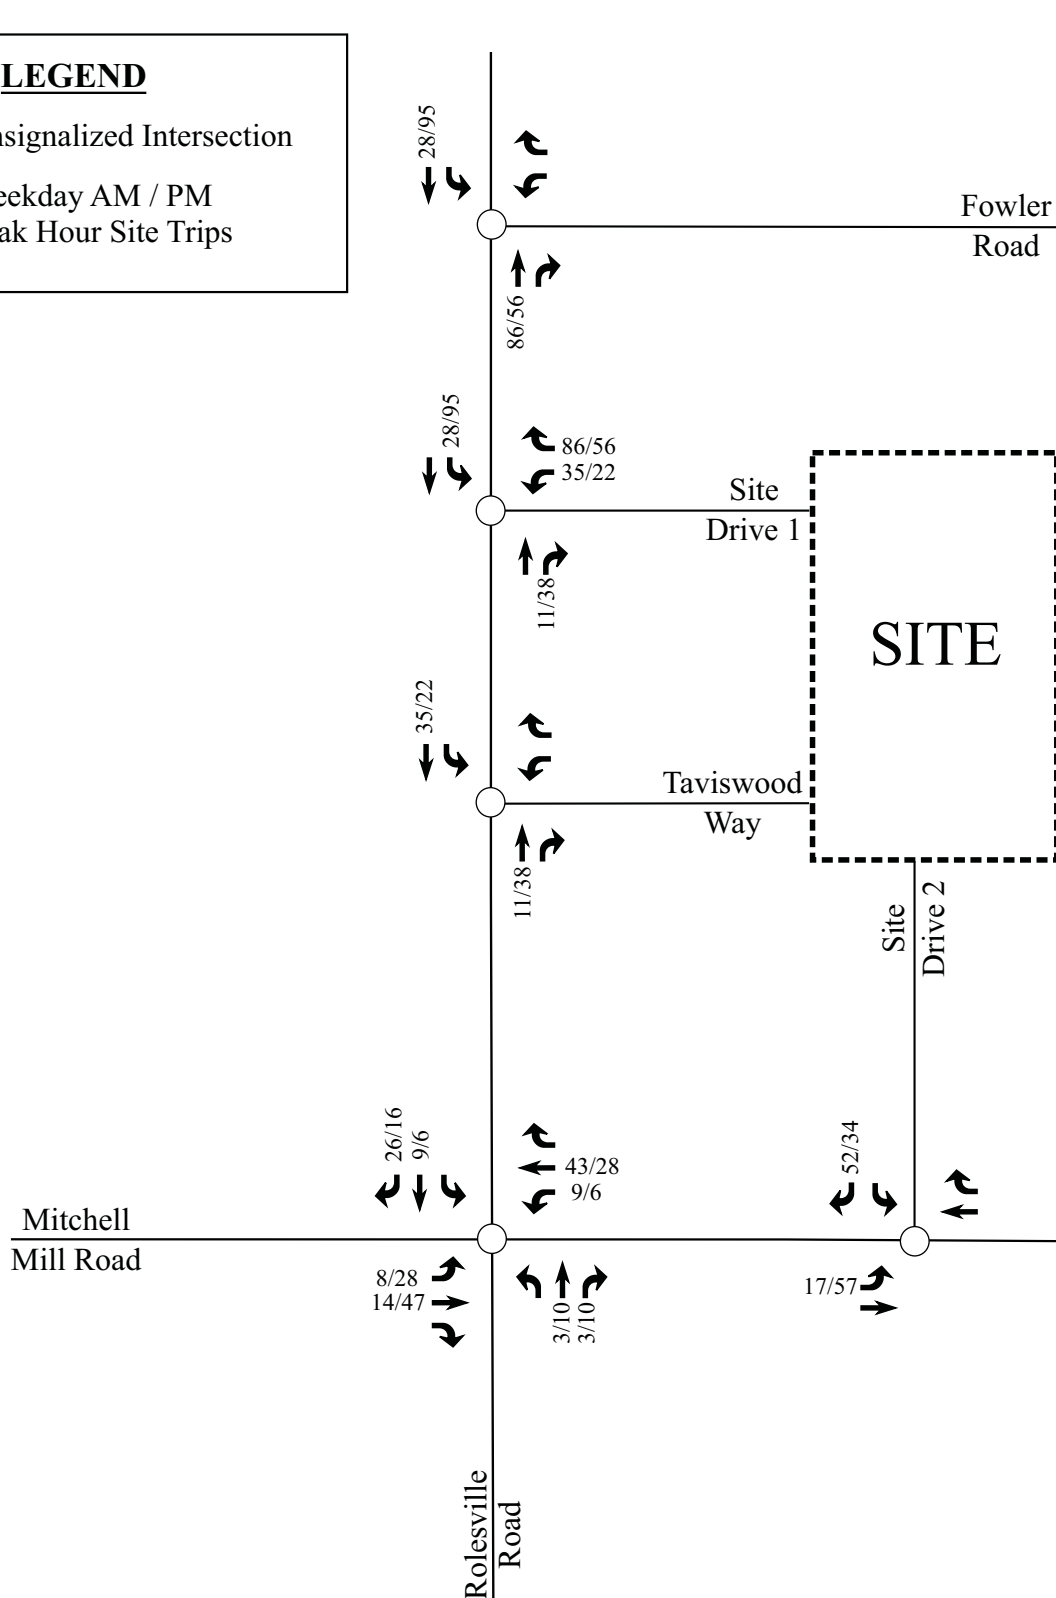 LEGEND
nsignalized Intersection
eekday AM / PM
ak Hour Site Trips
28/95
Fowler
Road
86/56
28/95
86/56
35/22
Site
Drive 1
11/38
SITE
35/22
Taviswood
Way
11/38
Site
Drive 2
26/16
9/6
43/28
9/6
52/34
Mitchell
Mill Road
8/28
14/47
3/10
3/10
17/57
Rolesville
Road